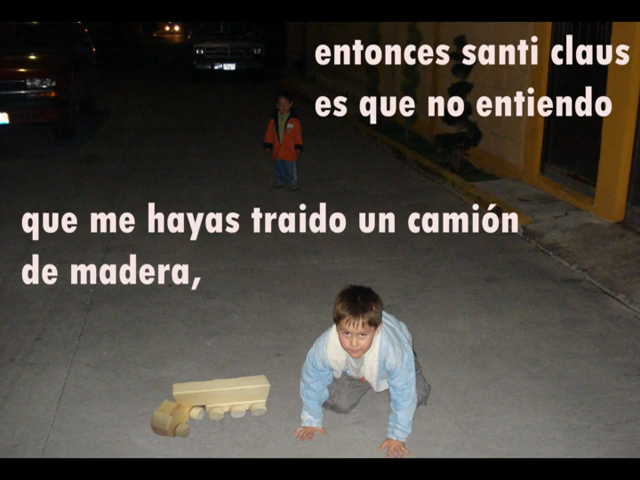 entonces santi claus
es que no entiendo
que me hayas traido un camión
de madera,